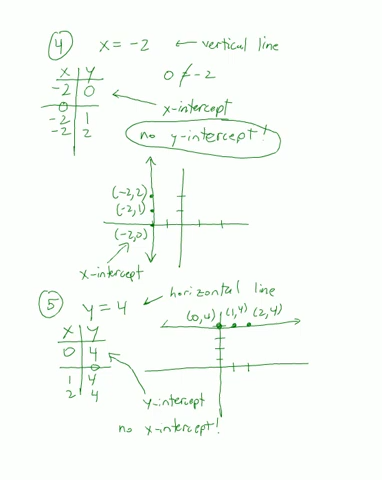 ④ x = -2 ← vertical line
x | y
-2 | 0
0 |
-2 | 1
-2 | 2
0 ≠ -2
x-intercept
no y-intercept!
(-2,2)
(-2,1)
(-2,0)
x-intercept
⑤ y = 4 ← horizontal line
x | y
0 | 4
| 0
1 | 4
2 | 4
(0,4) (1,4) (2,4)
y-intercept
no x-intercept!